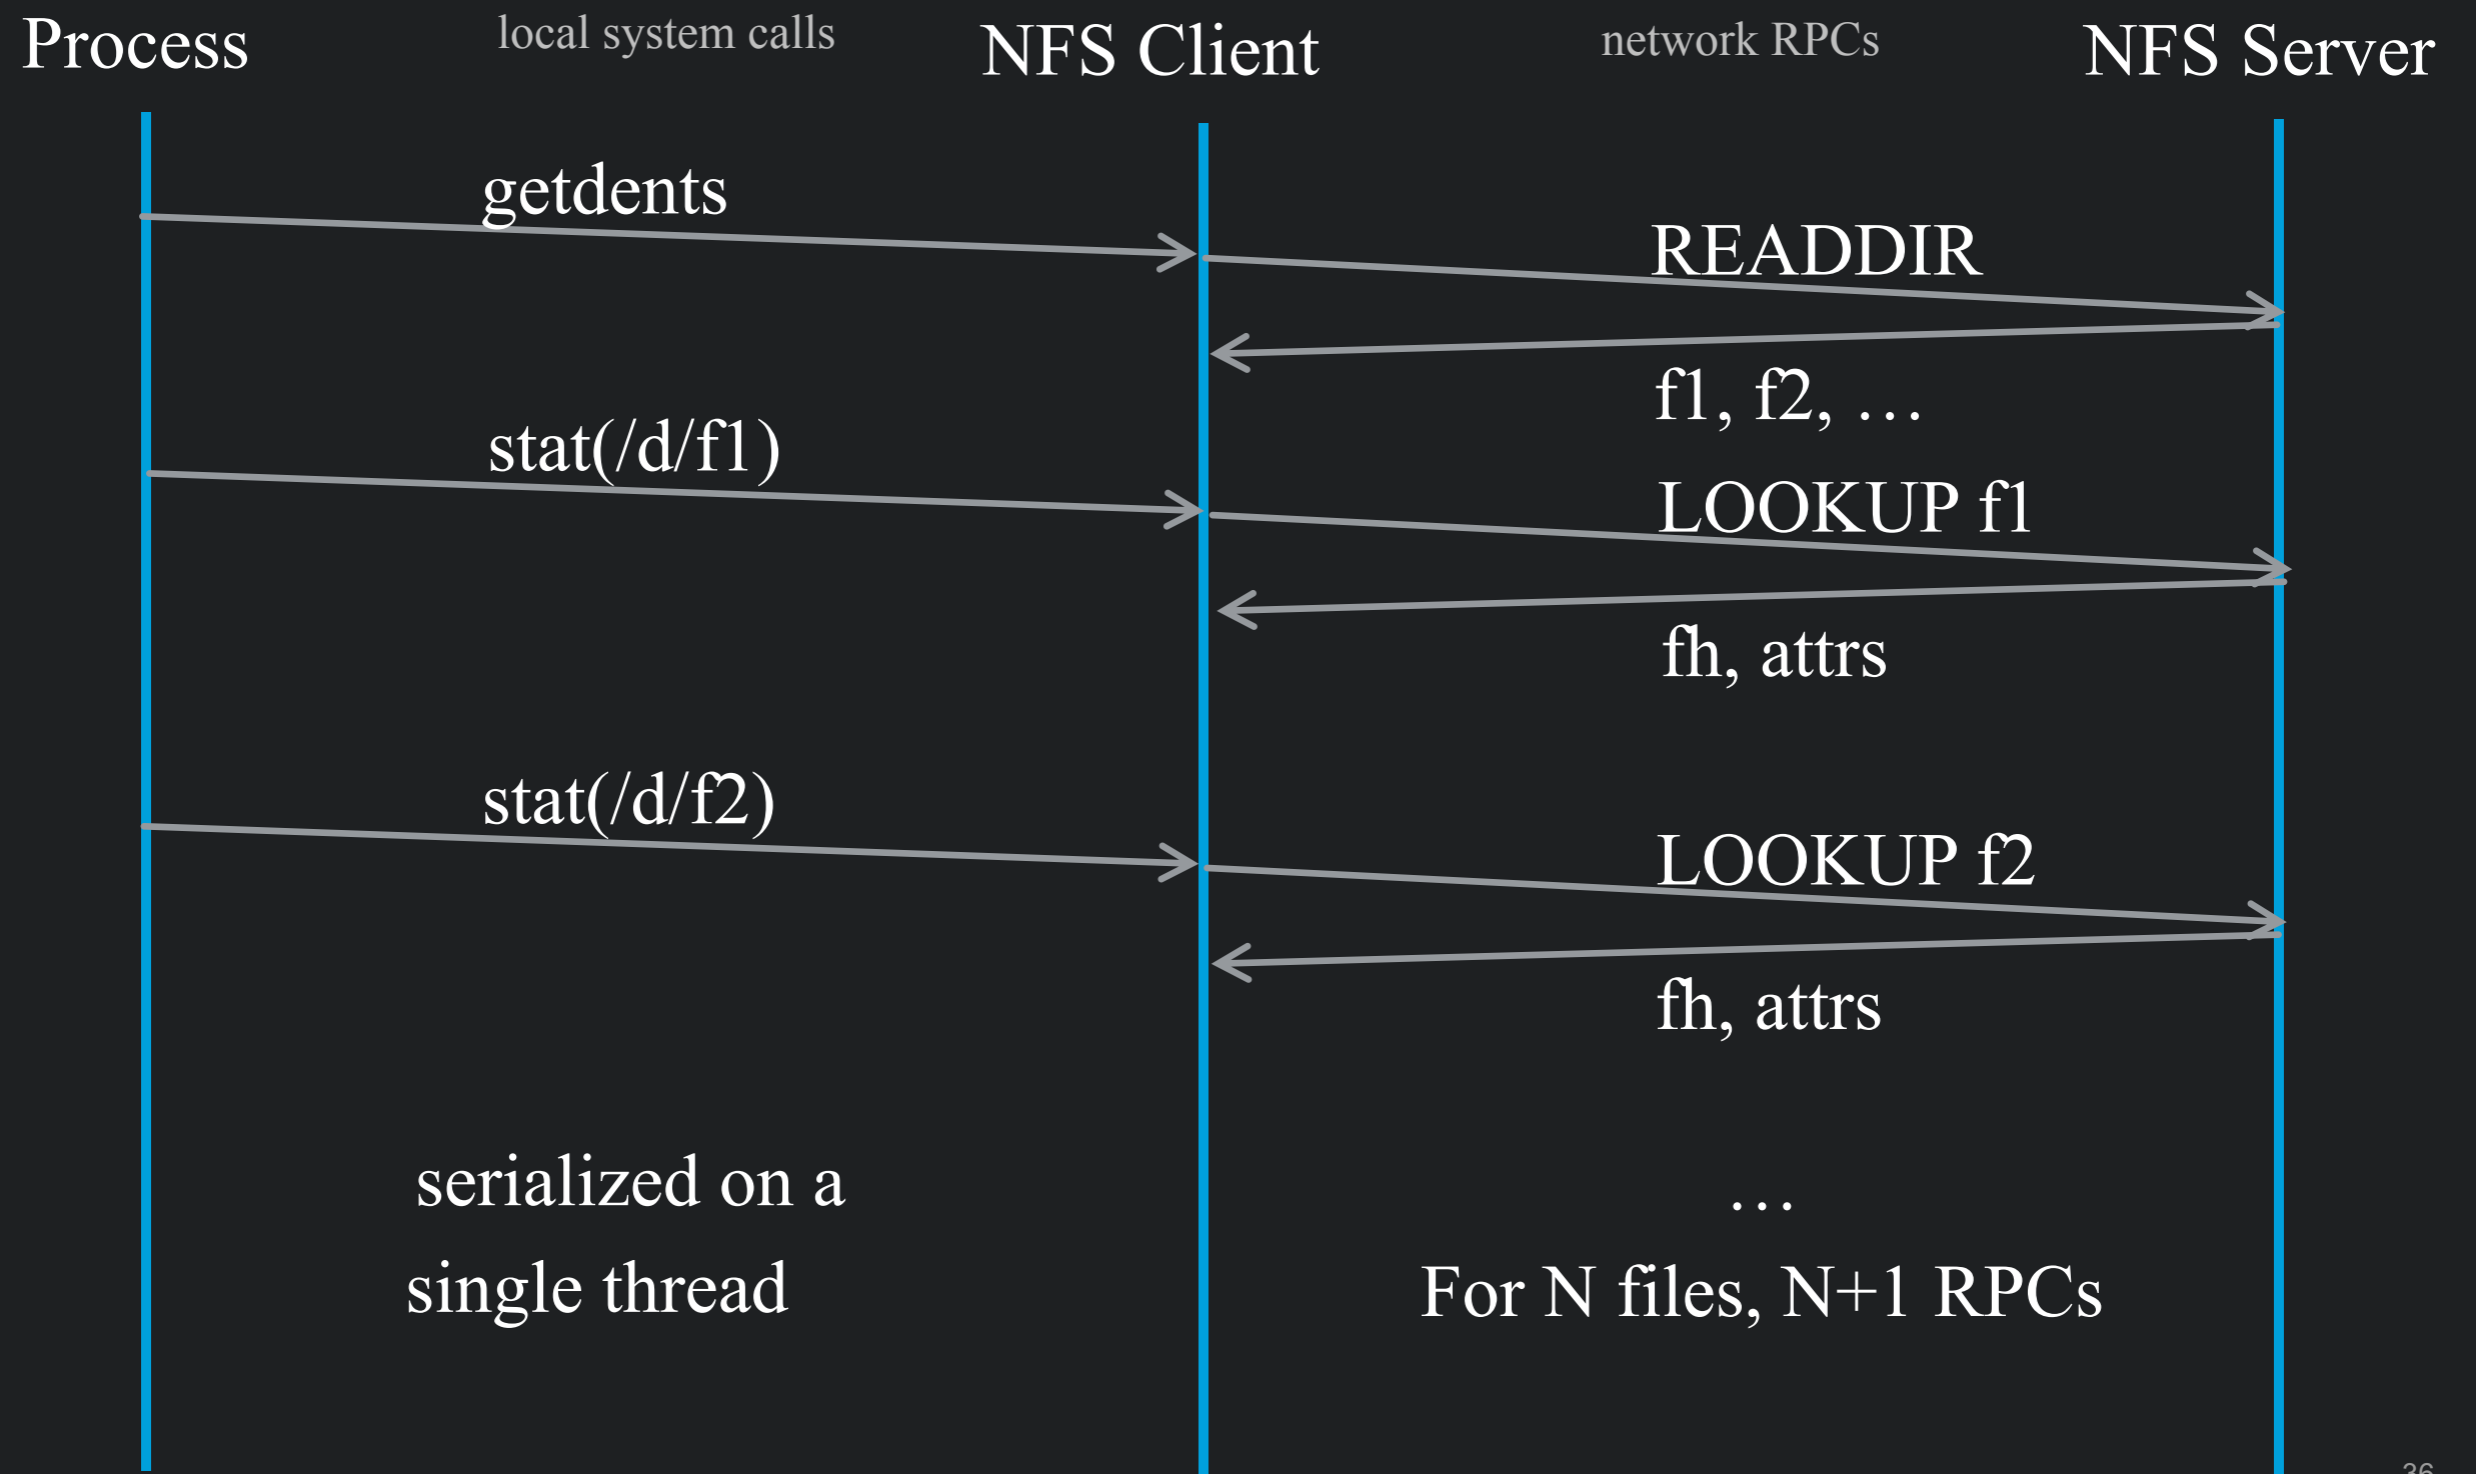 Process
local system calls
NFS Client
network RPCs
NFS Server
getdents
READDIR
f1, f2, …
stat(/d/f1)
LOOKUP f1
fh, attrs
stat(/d/f2)
LOOKUP f2
fh, attrs
serialized on a
single thread
…
For N files, N+1 RPCs
36